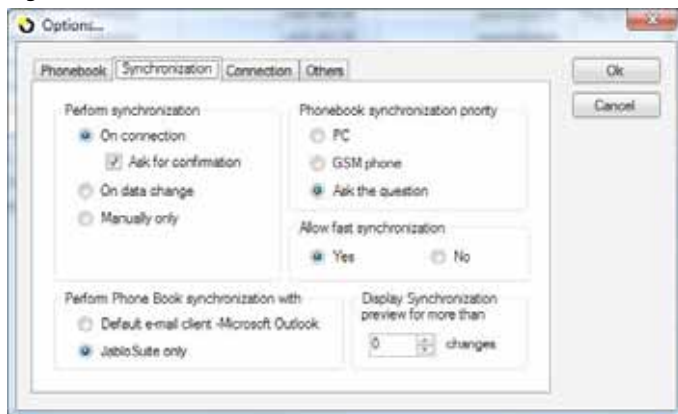 Options...
Phonebook Synchronization Connection Others
Ok
Cancel
Perform synchronization
On connection
Ask for confirmation
On data change
Manually only
Phonebook synchronization priority
PC
GSM phone
Ask the question
Allow fast synchronization
Yes No
Perform Phone Book synchronization with
Default e-mail client -Microsoft Outlook
JabloSuite only
Display Synchronization
preview for more than
0 changes